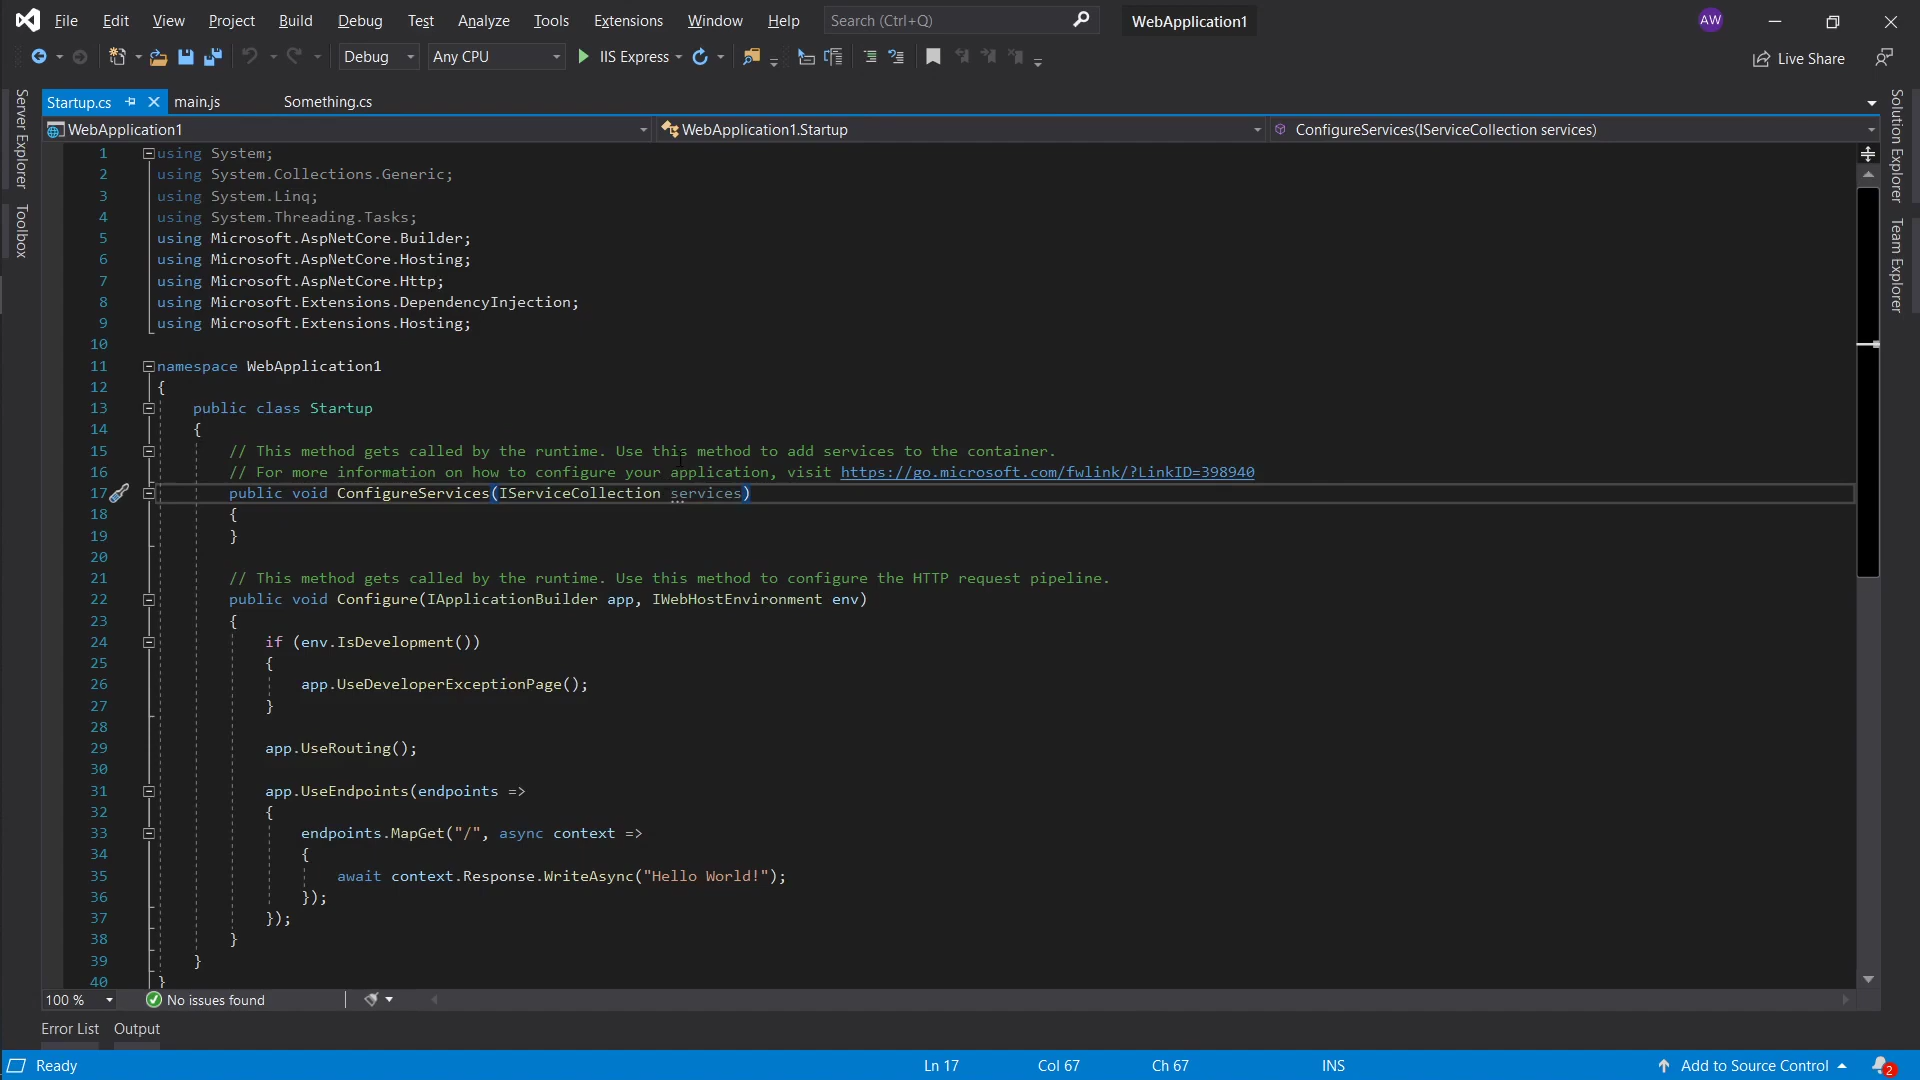 File Edit View Project Build Debug Test Analyze Tools Extensions Window Help Search (Ctrl+Q) WebApplication1 AW
Debug Any CPU IIS Express Live Share
Server Explorer
Toolbox
Startup.cs main.js Something.cs
WebApplication1 WebApplication1.Startup ConfigureServices(IServiceCollection services)
1 using System;
2 using System.Collections.Generic;
3 using System.Linq;
4 using System.Threading.Tasks;
5 using Microsoft.AspNetCore.Builder;
6 using Microsoft.AspNetCore.Hosting;
7 using Microsoft.AspNetCore.Http;
8 using Microsoft.Extensions.DependencyInjection;
9 using Microsoft.Extensions.Hosting;
10
11 namespace WebApplication1
12 {
13 public class Startup
14 {
15 // This method gets called by the runtime. Use this method to add services to the container.
16 // For more information on how to configure your application, visit https://go.microsoft.com/fwlink/?LinkID=398940
17 public void ConfigureServices(IServiceCollection services)
18 {
19 }
20
21 // This method gets called by the runtime. Use this method to configure the HTTP request pipeline.
22 public void Configure(IApplicationBuilder app, IWebHostEnvironment env)
23 {
24 if (env.IsDevelopment())
25 {
26 app.UseDeveloperExceptionPage();
27 }
28
29 app.UseRouting();
30
31 app.UseEndpoints(endpoints =>
32 {
33 endpoints.MapGet("/", async context =>
34 {
35 await context.Response.WriteAsync("Hello World!");
36 });
37 });
38 }
39 }
40 }
Solution Explorer
Team Explorer
100 % No issues found
Error List Output
Ready Ln 17 Col 67 Ch 67 INS Add to Source Control 2